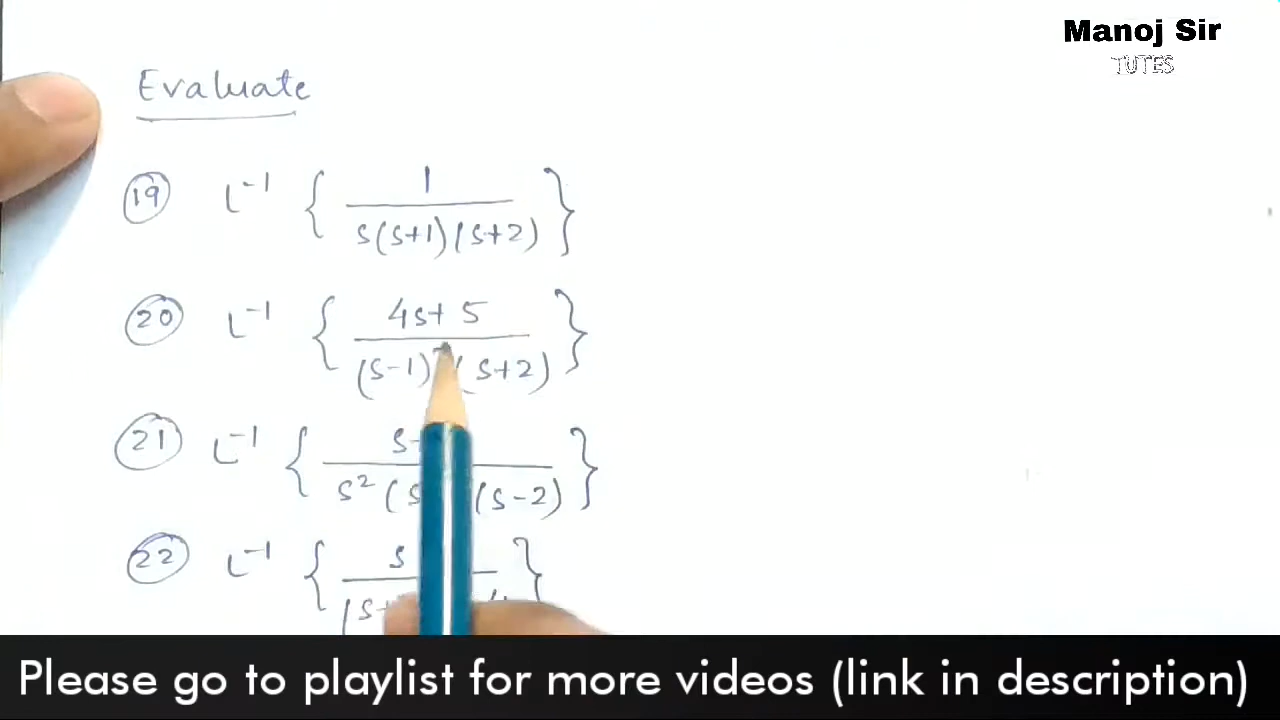 Manoj Sir
TUTES
Evaluate
19 L⁻¹ { 1 / s(s+1)(s+2) }
20 L⁻¹ { 4s+ 5 / (s-1) (s+2) }
21 L⁻¹ { s / s² (s (s-2) }
22 L⁻¹ { s / (s+ }
Please go to playlist for more videos (link in description)